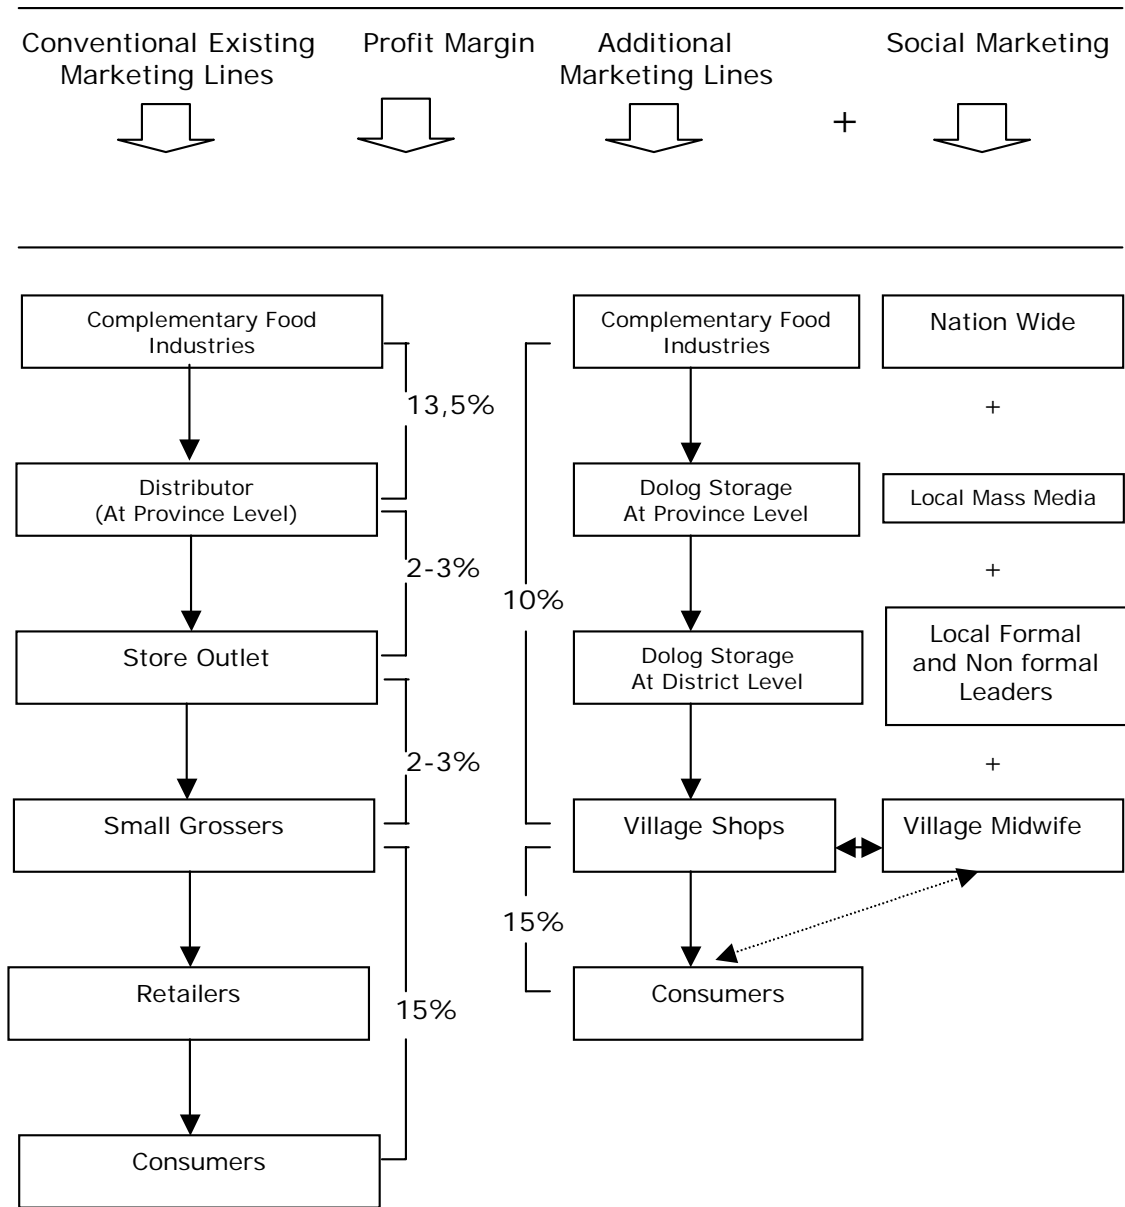 Conventional Existing
Marketing Lines
Profit Margin
Additional
Marketing Lines
+
Social Marketing
Complementary Food
Industries
Complementary Food
Industries
Nation Wide
13,5%
+
Distributor
(At Province Level)
Dolog Storage
At Province Level
Local Mass Media
2-3%
10%
+
Store Outlet
Dolog Storage
At District Level
Local Formal
and Non formal
Leaders
2-3%
+
Small Grossers
Village Shops
Village Midwife
15%
Retailers
15%
Consumers
Consumers